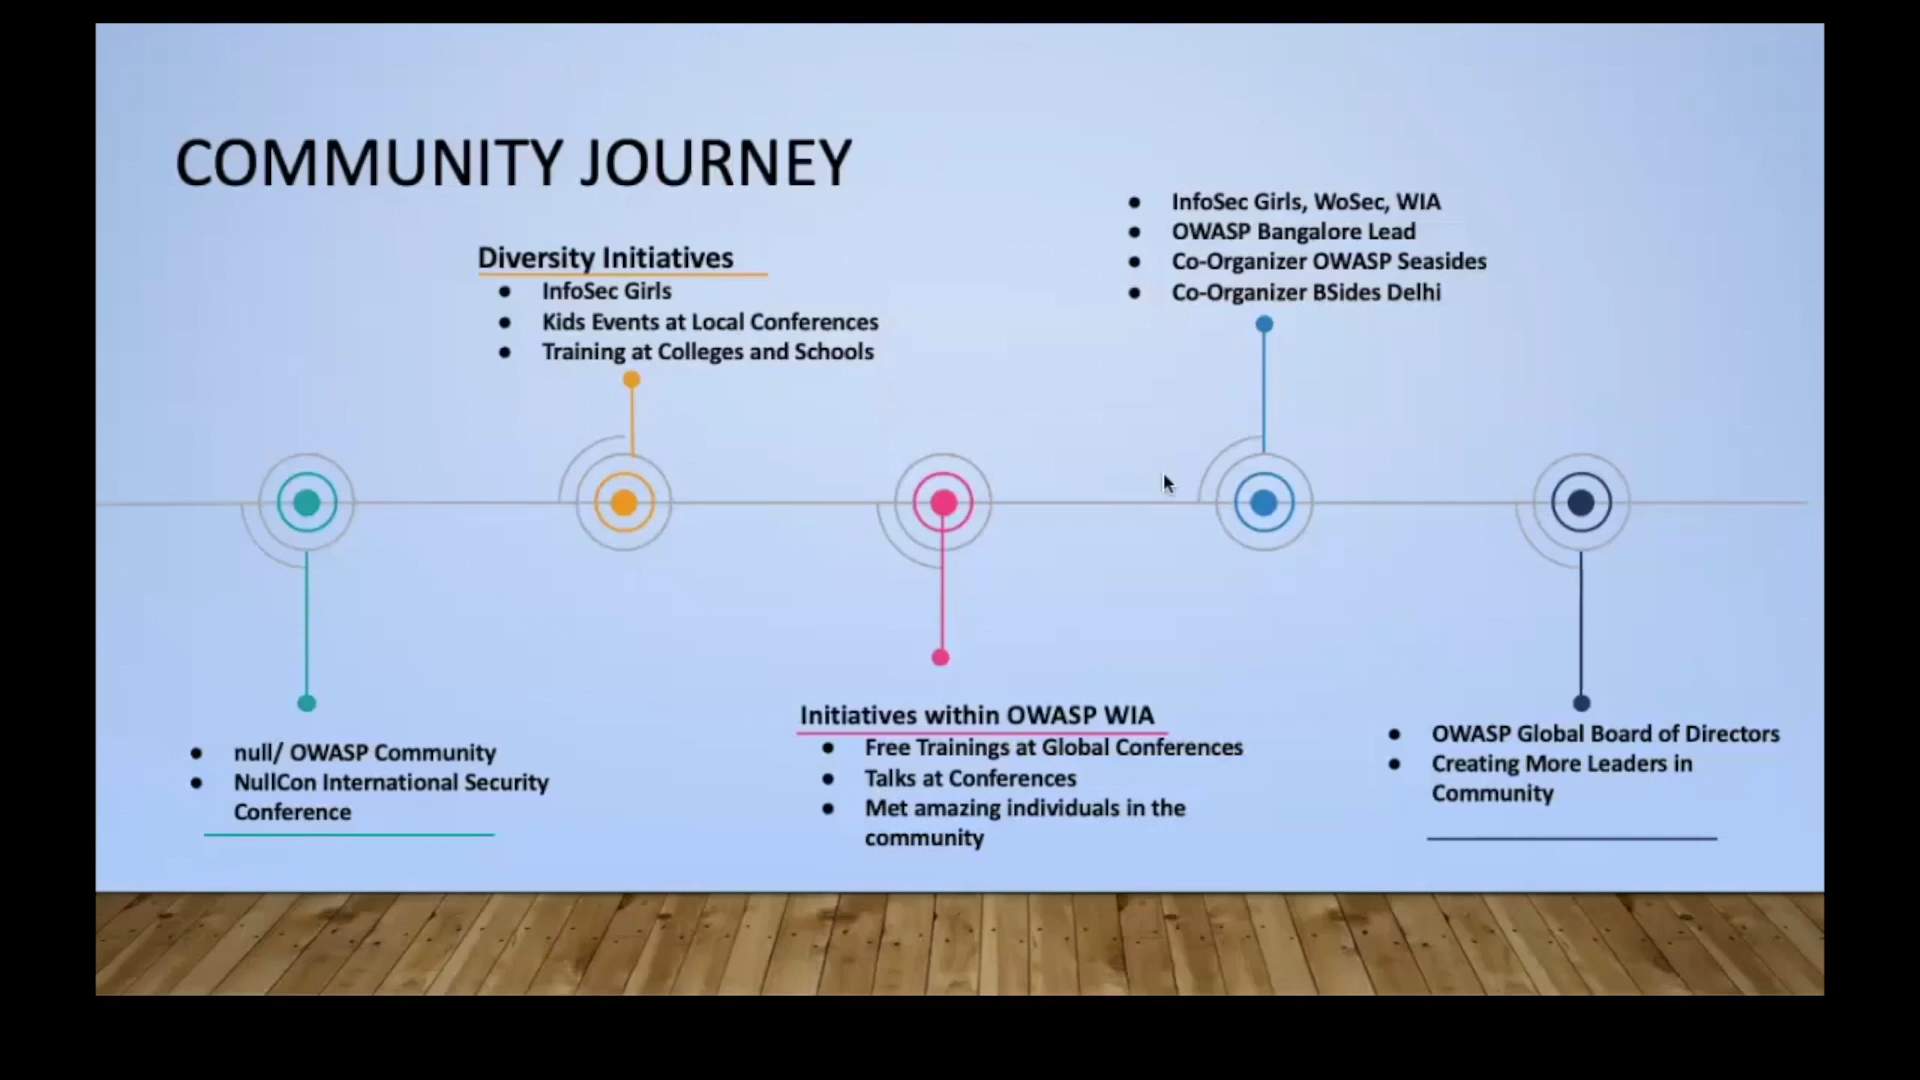 COMMUNITY JOURNEY
Diversity Initiatives
InfoSec Girls
Kids Events at Local Conferences
Training at Colleges and Schools
InfoSec Girls, WoSec, WIA
OWASP Bangalore Lead
Co-Organizer OWASP Seasides
Co-Organizer BSides Delhi
null/ OWASP Community
NullCon International Security
Conference
Initiatives within OWASP WIA
Free Trainings at Global Conferences
Talks at Conferences
Met amazing individuals in the
community
OWASP Global Board of Directors
Creating More Leaders in
Community